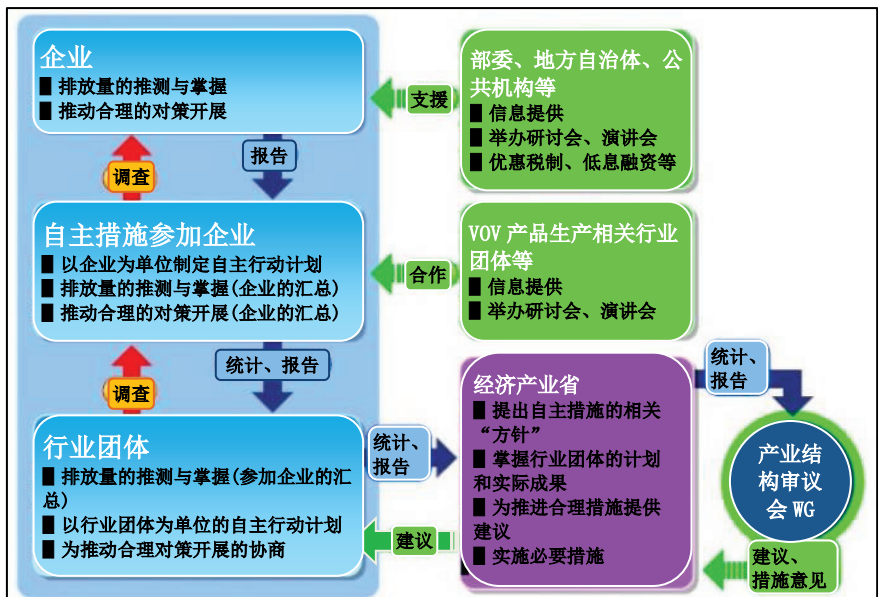 企业
■ 排放量的推测与掌握
■ 推动合理的对策开展
调查
报告
自主措施参加企业
■ 以企业为单位制定自主行动计划
■ 排放量的推测与掌握(企业的汇总)
■ 推动合理的对策开展(企业的汇总)
调查
统计、报告
行业团体
■ 排放量的推测与掌握(参加企业的汇
总)
■ 以行业团体为单位的自主行动计划
■ 为推动合理对策开展的协商
支援
部委、地方自治体、公
共机构等
■ 信息提供
■ 举办研讨会、演讲会
■ 优惠税制、低息融资等
合作
VOV 产品生产相关行业
团体等
■ 信息提供
■ 举办研讨会、演讲会
统计、
报告
建议
经济产业省
■ 提出自主措施的相关
“方针”
■ 掌握行业团体的计划
和实际成果
■ 为推进合理措施提供
建议
■ 实施必要措施
统计、
报告
产业结
构审议
会 WG
建议、
措施意见